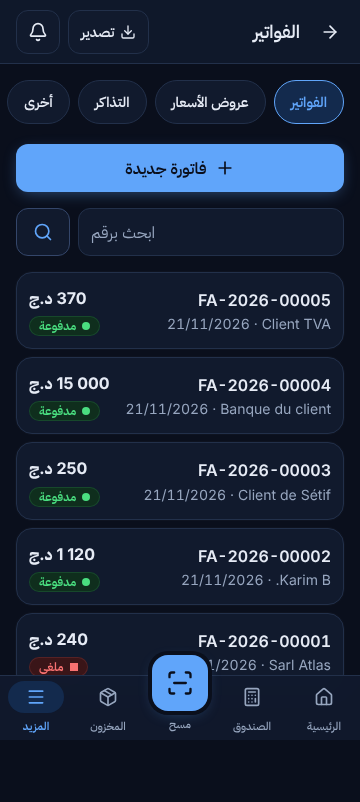 الفواتير
تصدير
الفواتير
عروض الأسعار
التذاكر
أخرى
فاتورة جديدة
ابحث برقم
FA-2026-00005
370 د.ج
21/11/2026 · Client TVA
مدفوعة
FA-2026-00004
15 000 د.ج
21/11/2026 · Banque du client
مدفوعة
FA-2026-00003
250 د.ج
21/11/2026 · Client de Sétif
مدفوعة
FA-2026-00002
1 120 د.ج
21/11/2026 · .Karim B
مدفوعة
FA-2026-00001
240 د.ج
/2026 · Sarl Atlas
ملغى
الرئيسية
الصندوق
مسح
المخزون
المزيد